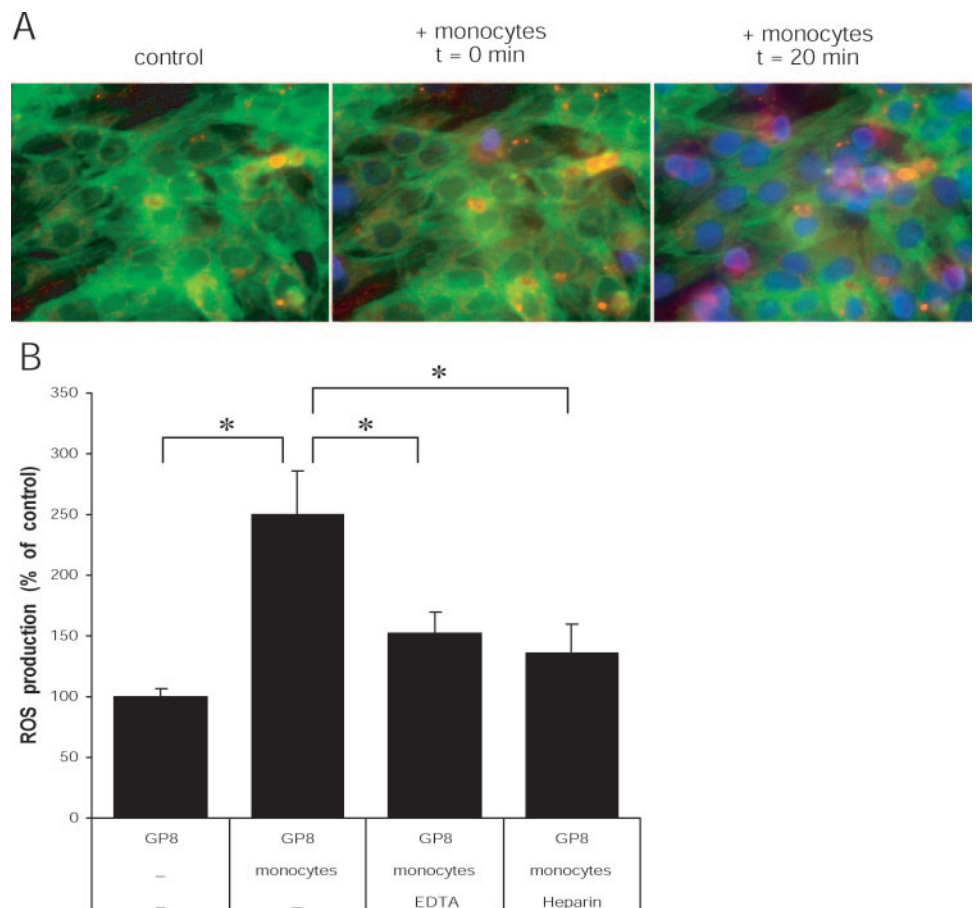 A
control
+ monocytes
t = 0 min
+ monocytes
t = 20 min
B
ROS production (% of control)
350
300
250
200
150
100
50
0
*
*
*
GP8 GP8 GP8 GP8
– monocytes monocytes monocytes
– – EDTA Heparin